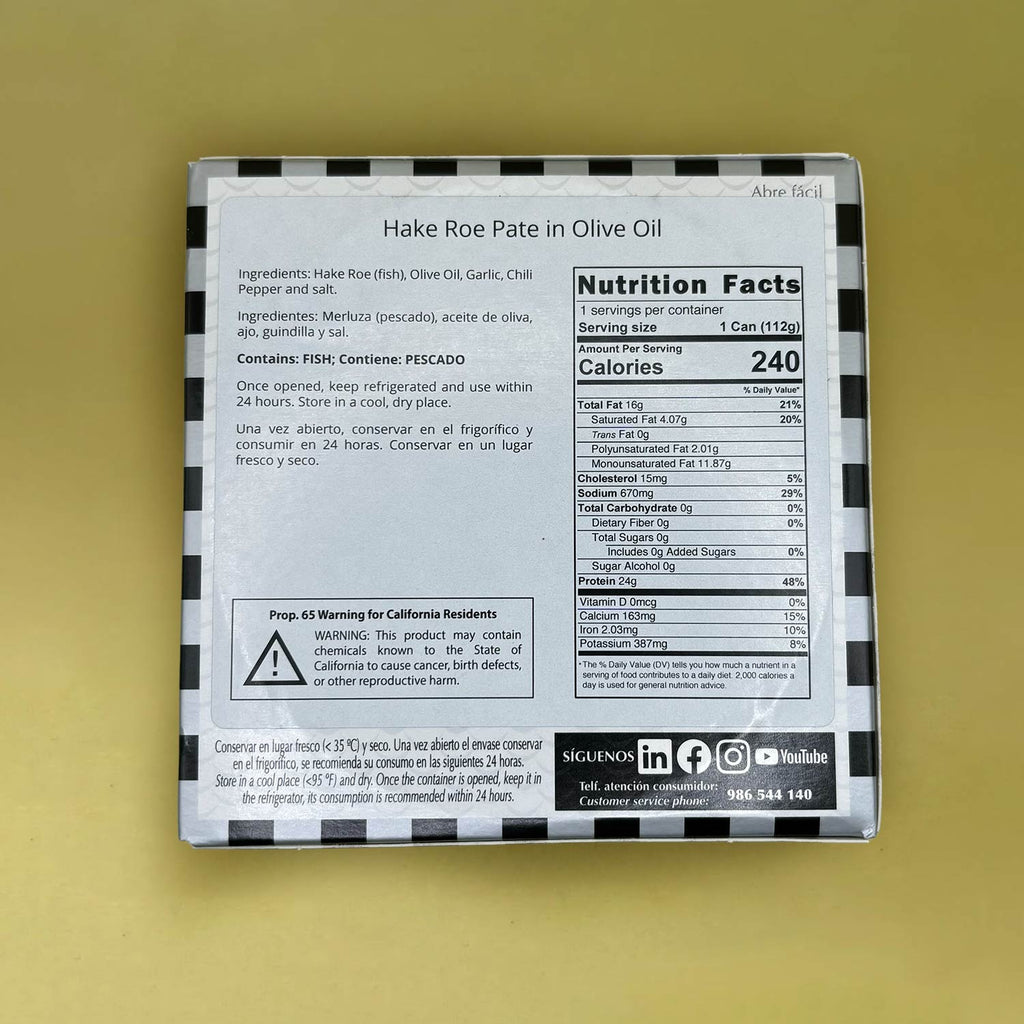 Abre fácil
Hake Roe Pate in Olive Oil
Ingredients: Hake Roe (fish), Olive Oil, Garlic, Chili
Pepper and salt.
Ingredientes: Merluza (pescado), aceite de oliva,
ajo, guindilla y sal.
Contains: FISH; Contiene: PESCADO
Once opened, keep refrigerated and use within
24 hours. Store in a cool, dry place.
Una vez abierto, conservar en el frigorífico y
consumir en 24 horas. Conservar en un lugar
fresco y seco.
Prop. 65 Warning for California Residents
WARNING: This product may contain
chemicals known to the State of
California to cause cancer, birth defects,
or other reproductive harm.
Nutrition Facts
1 servings per container
Serving size 1 Can (112g)
Amount Per Serving
Calories 240
% Daily Value*
Total Fat 16g 21%
Saturated Fat 4.07g 20%
Trans Fat 0g
Polyunsaturated Fat 2.01g
Monounsaturated Fat 11.87g
Cholesterol 15mg 5%
Sodium 670mg 29%
Total Carbohydrate 0g 0%
Dietary Fiber 0g 0%
Total Sugars 0g
Includes 0g Added Sugars 0%
Sugar Alcohol 0g
Protein 24g 48%
Vitamin D 0mcg 0%
Calcium 163mg 15%
Iron 2.03mg 10%
Potassium 387mg 8%
*The % Daily Value (DV) tells you how much a nutrient in a
serving of food contributes to a daily diet. 2,000 calories a
day is used for general nutrition advice.
Conservar en lugar fresco (< 35 ºC) y seco. Una vez abierto el envase conservar
en el frigorífico, se recomienda su consumo en las siguientes 24 horas.
Store in a cool place (<95 ºF) and dry. Once the container is opened, keep it in
the refrigerator, its consumption is recommended within 24 hours.
SÍGUENOS in f YouTube
Telf. atención consumidor:
Customer service phone: 986 544 140